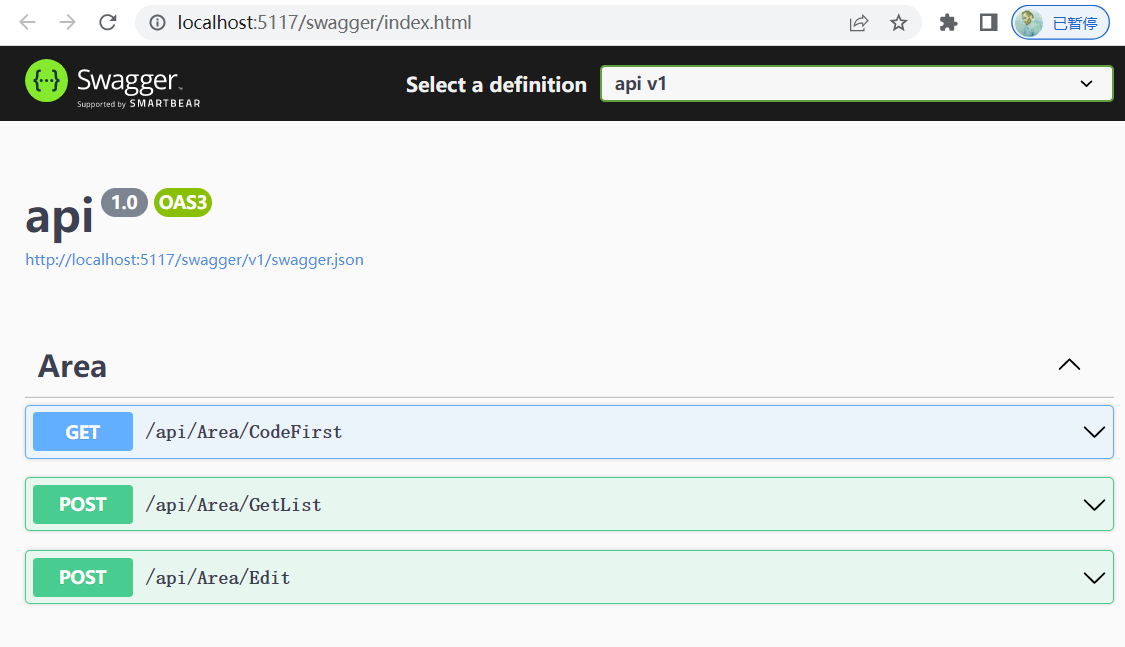 localhost:5117/swagger/index.html
已暂停
Swagger
Supported by SMARTBEAR
Select a definition
api v1
api 1.0 OAS3
http://localhost:5117/swagger/v1/swagger.json
Area
GET /api/Area/CodeFirst
POST /api/Area/GetList
POST /api/Area/Edit